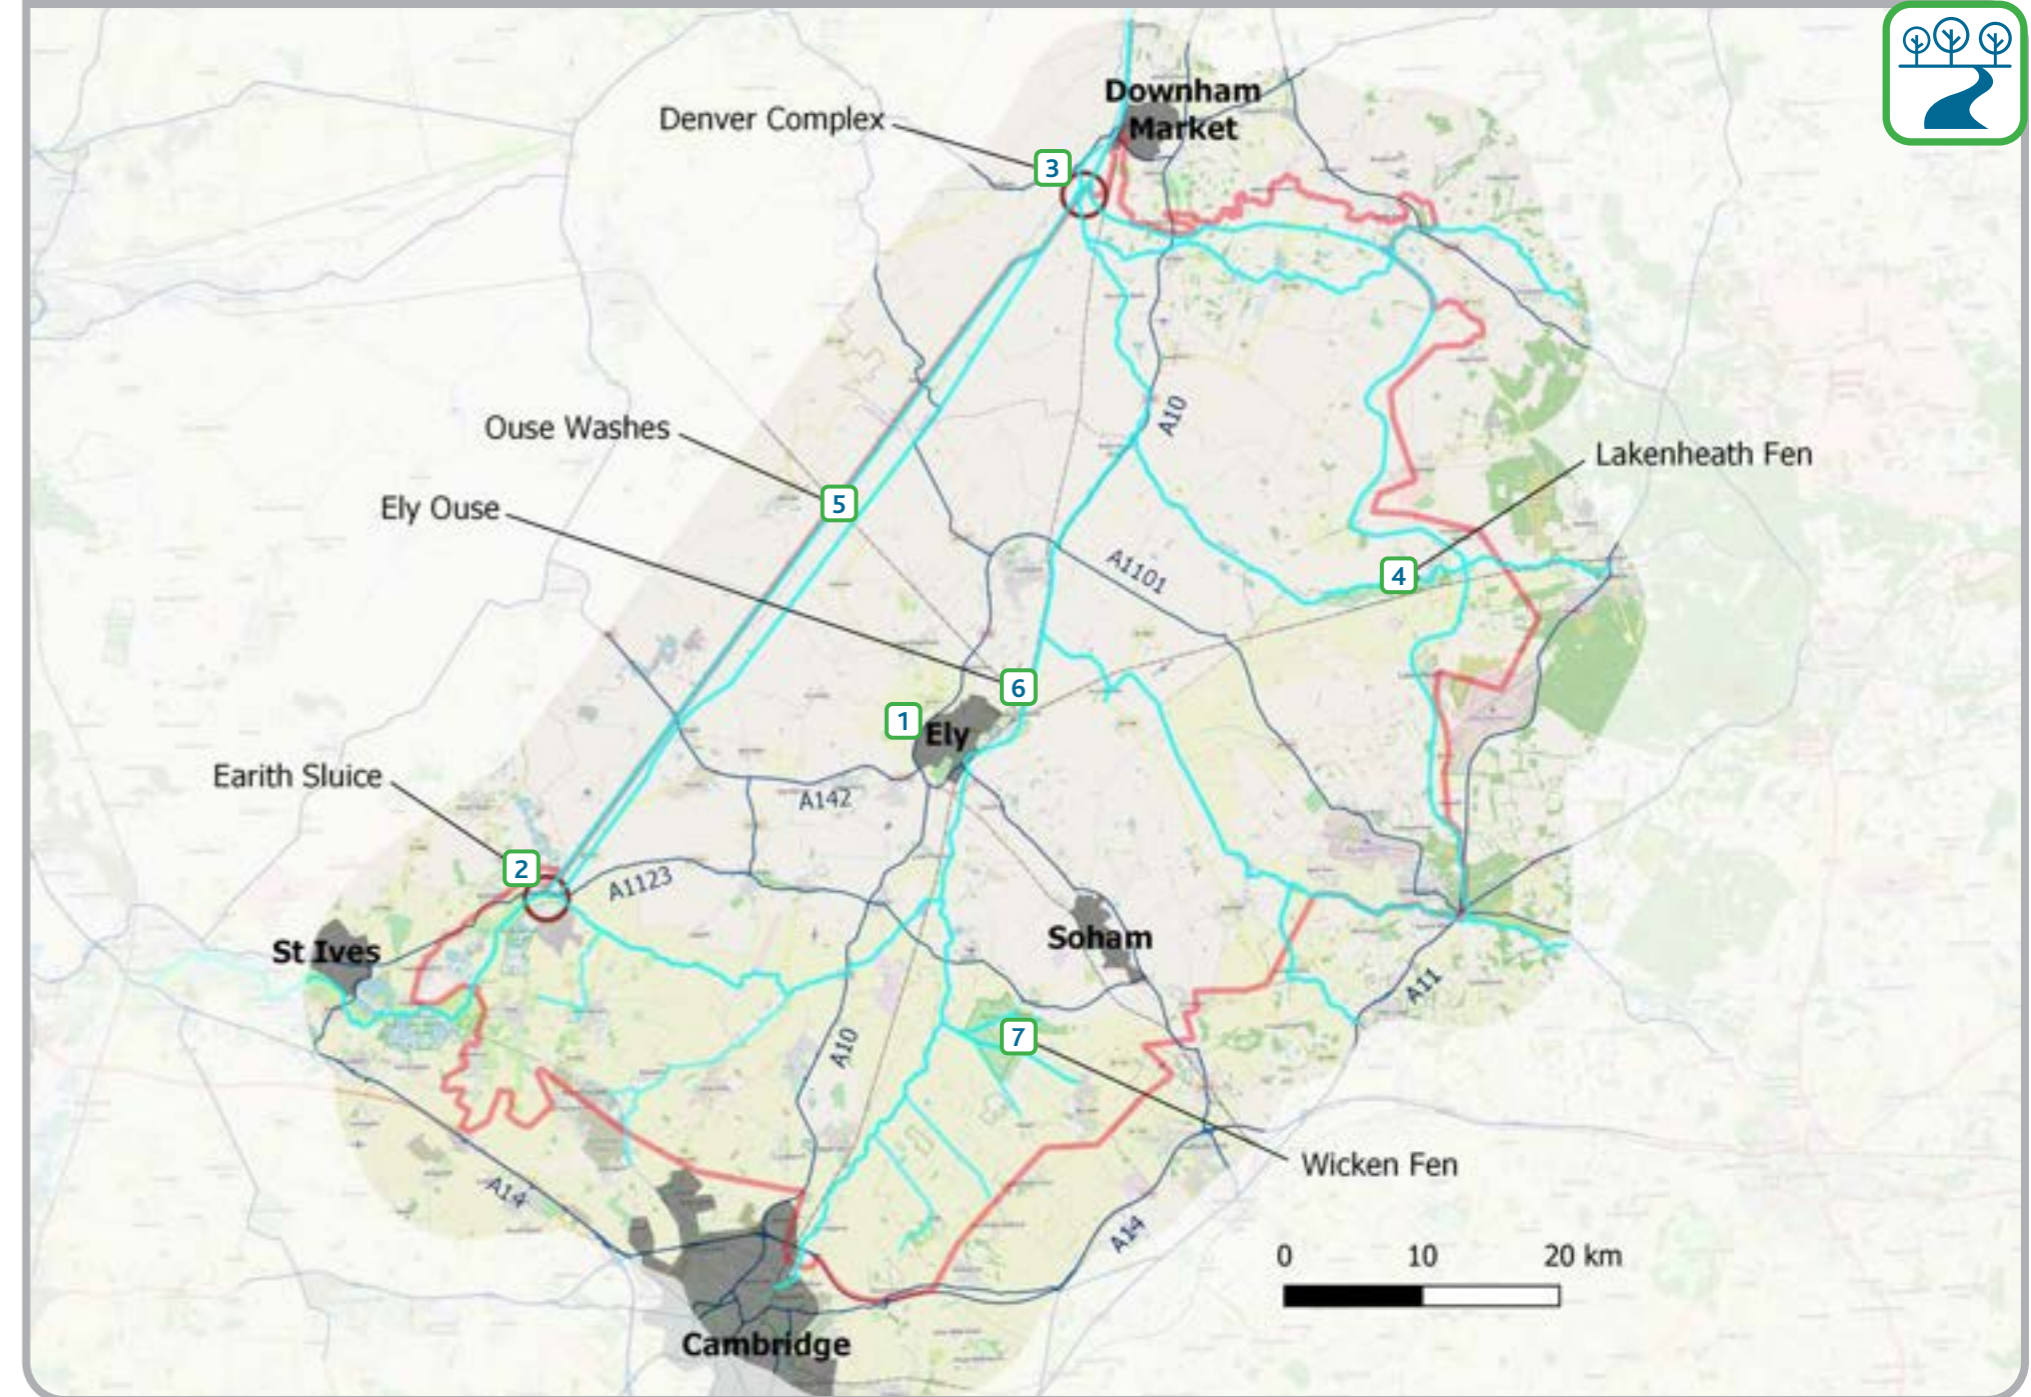 Downham
Market
Denver Complex
3
A10
Ouse Washes
Lakenheath Fen
5
Ely Ouse
A1101
4
6
1
Ely
Earith Sluice
A142
2
A1123
St Ives
Soham
A11
A10
7
Wicken Fen
A14
A14
0 10 20 km
Cambridge